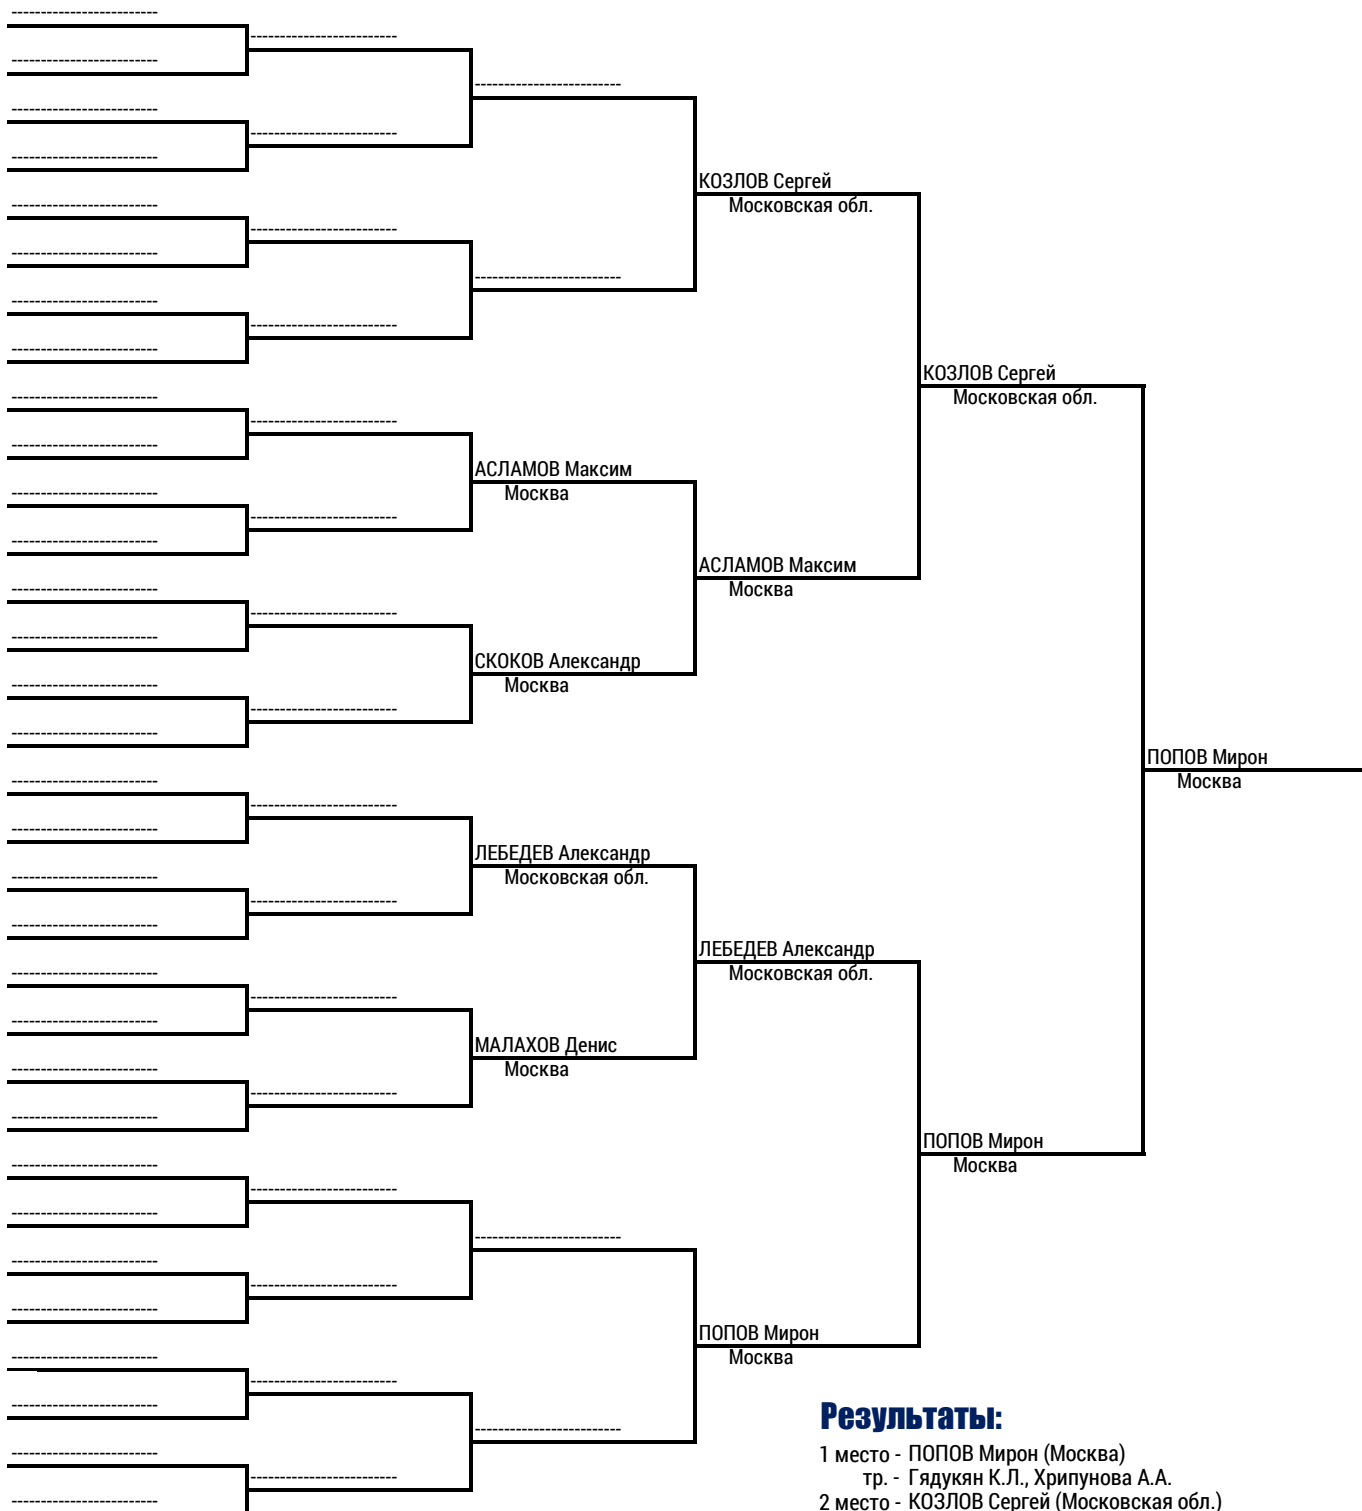 -------------------------
-------------------------
-------------------------
-------------------------
-------------------------
-------------------------
-------------------------
КОЗЛОВ Сергей
Московская обл.
-------------------------
-------------------------
-------------------------
-------------------------
-------------------------
-------------------------
-------------------------
КОЗЛОВ Сергей
Московская обл.
-------------------------
-------------------------
-------------------------
АСЛАМОВ Максим
Москва
-------------------------
-------------------------
-------------------------
АСЛАМОВ Максим
Москва
-------------------------
-------------------------
-------------------------
СКОКОВ Александр
Москва
-------------------------
-------------------------
-------------------------
ПОПОВ Мирон
Москва
-------------------------
-------------------------
-------------------------
ЛЕБЕДЕВ Александр
Московская обл.
-------------------------
-------------------------
-------------------------
ЛЕБЕДЕВ Александр
Московская обл.
-------------------------
-------------------------
-------------------------
МАЛАХОВ Денис
Москва
-------------------------
-------------------------
-------------------------
ПОПОВ Мирон
Москва
-------------------------
-------------------------
-------------------------
-------------------------
-------------------------
-------------------------
-------------------------
ПОПОВ Мирон
Москва
-------------------------
-------------------------
-------------------------
-------------------------
-------------------------
-------------------------
-------------------------
Результаты:
1 место - ПОПОВ Мирон (Москва)
тр. - Гядукян К.Л., Хрипунова А.А.
2 место - КОЗЛОВ Сергей (Московская обл.)